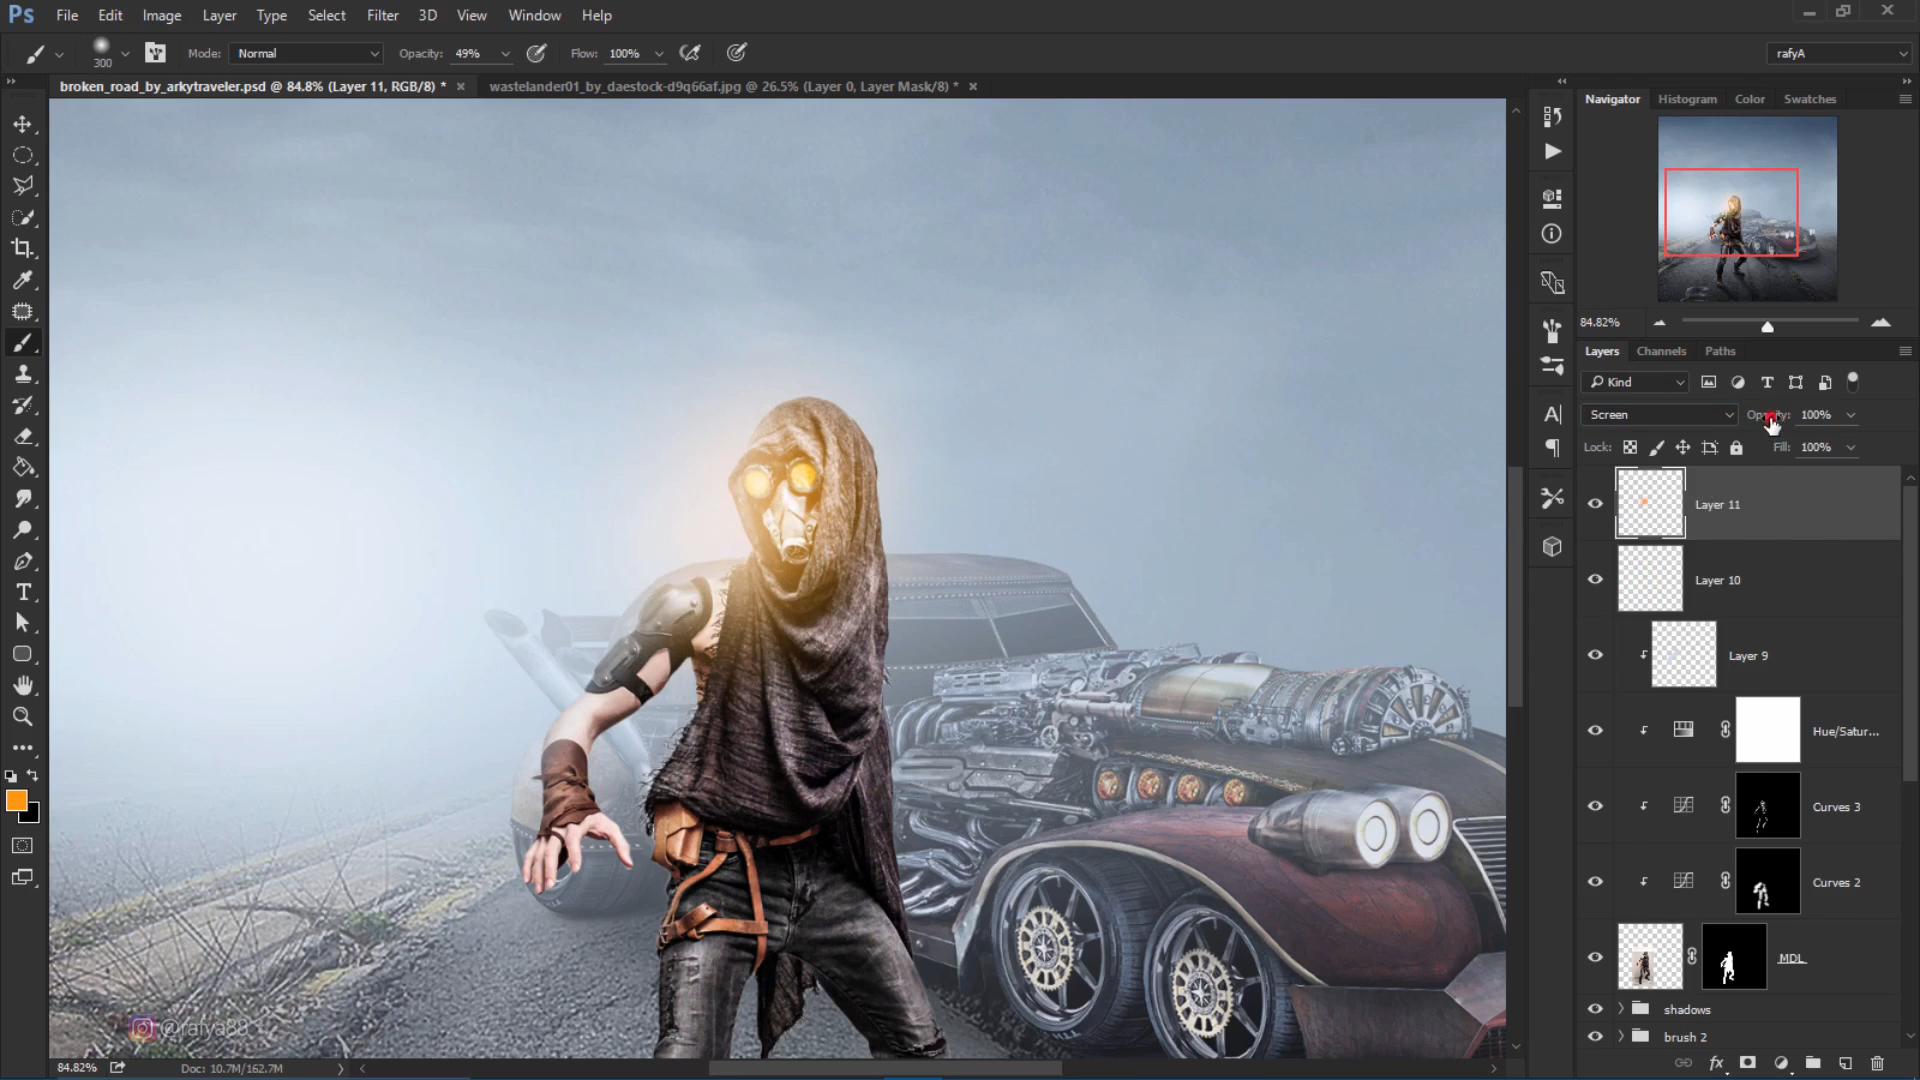 Ps File Edit Image Layer Type Select Filter 3D View Window Help
300 Mode: Normal Opacity: 49% Flow: 100% rafyA
broken_road_by_arkytraveler.psd @ 84.8% (Layer 11, RGB/8) * wastelander01_by_daestock-d9q66af.jpg @ 26.5% (Layer 0, Layer Mask/8) *
Navigator Histogram Color Swatches
84.82%
Layers Channels Paths
Kind
Screen Opacity: 100%
Lock: Fill: 100%
Layer 11
Layer 10
Layer 9
Hue/Satur...
Curves 3
Curves 2
MDL
shadows
brush 2
@rafya88
84.82% Doc: 10.7M/162.7M